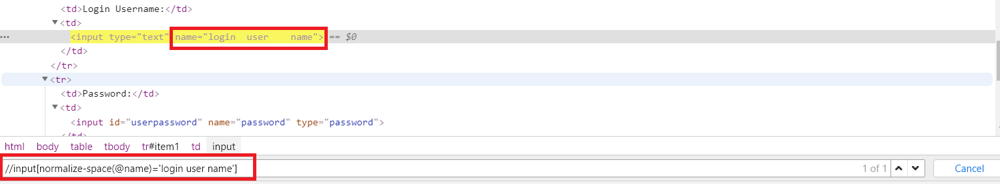 <td>Login Username:</td>
▼<td>
··· <input type="text" name="login  user    name"> == $0
</td>
</tr>
▼<tr>
<td>Password:</td>
▼<td>
<input id="userpassword" name="password" type="password">
</td>
html body table tbody tr#item1 td input
//input[normalize-space(@name)='login user name'] 1 of 1 Cancel